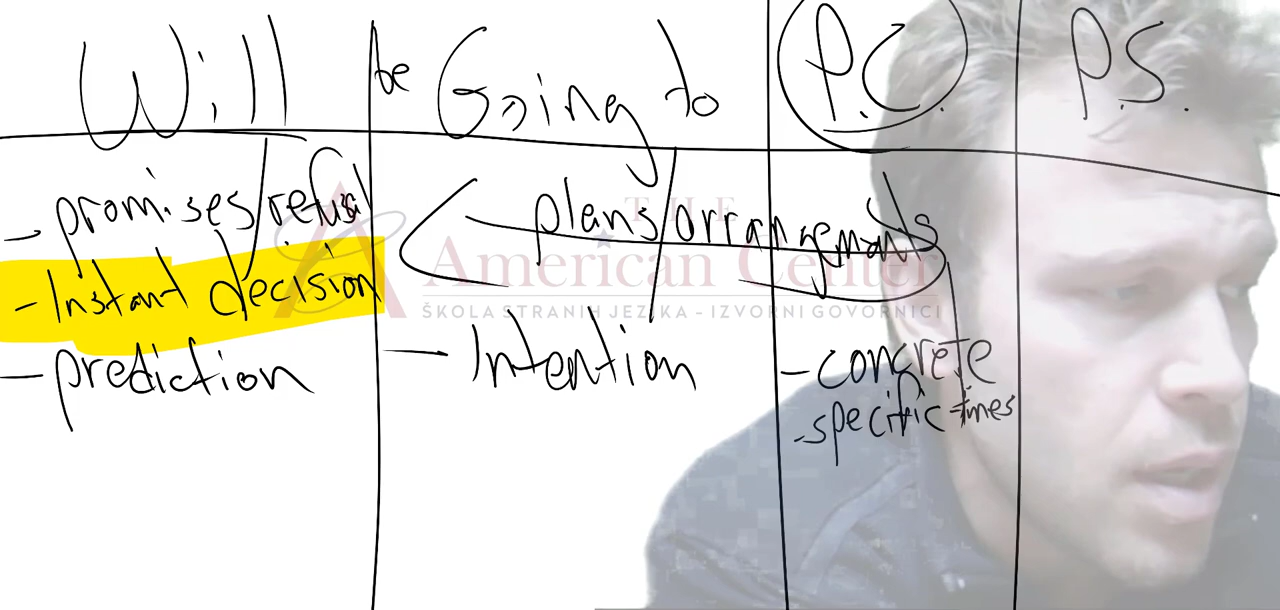 Will
be Going to
P.C.
P.S.
- promises/refusal
- Instant decision
- prediction
plans/arrangements
- Intention
- concrete
- specific times
THE
American Center
ŠKOLA STRANIH JEZIKA - IZVORNI GOVORNICI